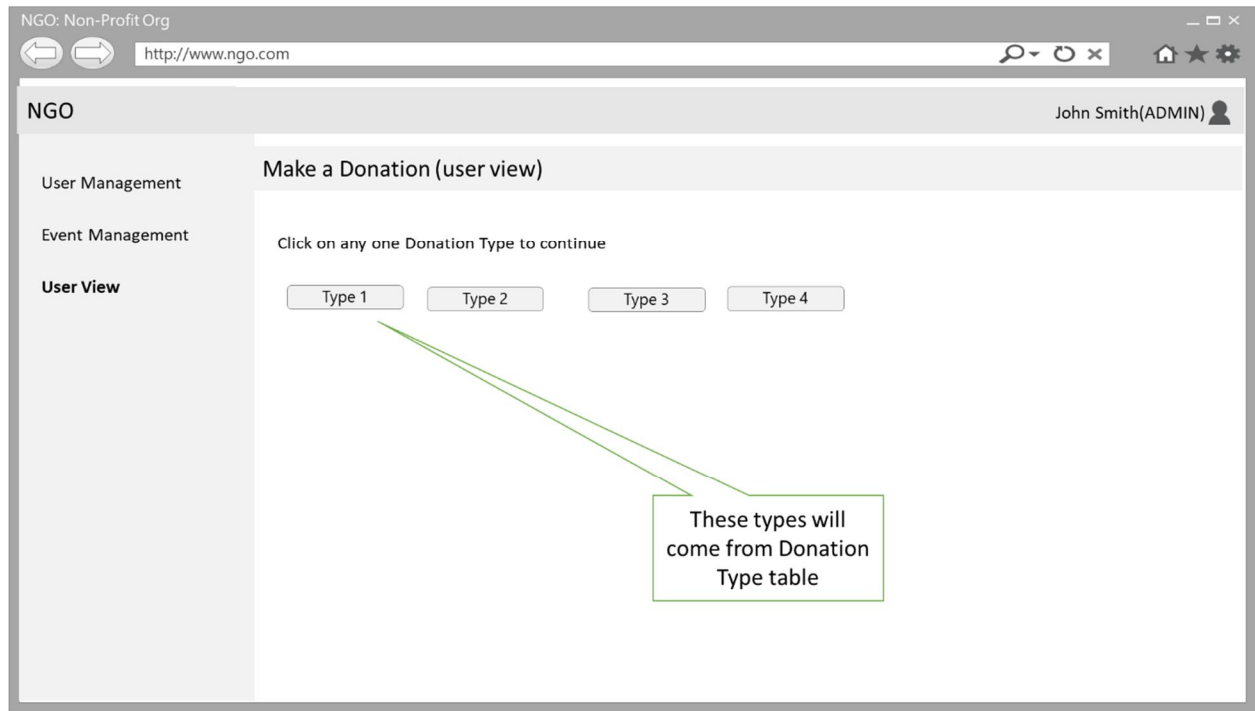 NGO: Non-Profit Org
http://www.ngo.com
NGO
John Smith(ADMIN)
User Management
Event Management
User View
Make a Donation (user view)
Click on any one Donation Type to continue
Type 1
Type 2
Type 3
Type 4
These types will
come from Donation
Type table